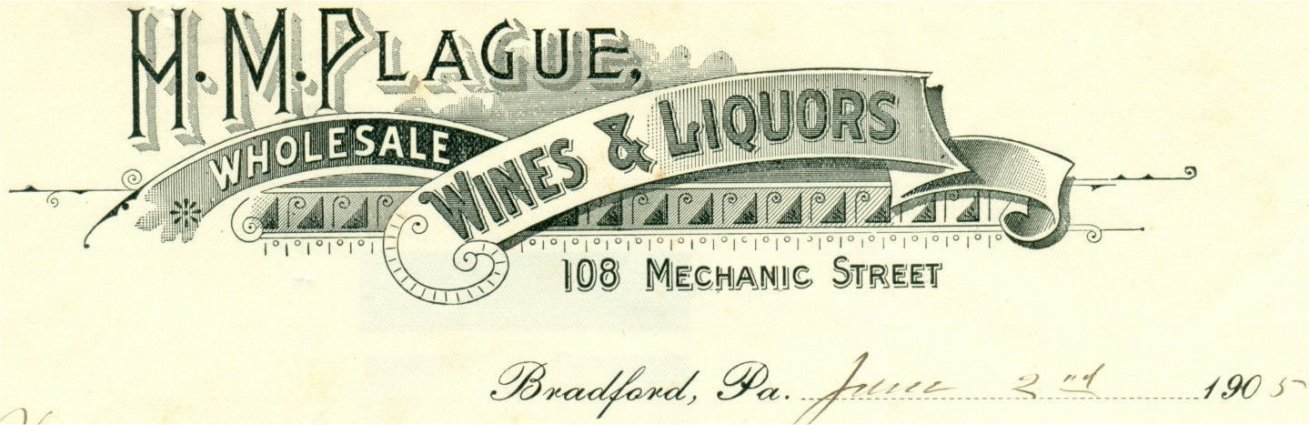 H. M. PLAGUE,
WHOLESALE
WINES & LIQUORS
108 MECHANIC STREET
Bradford, Pa. June 2nd 1905